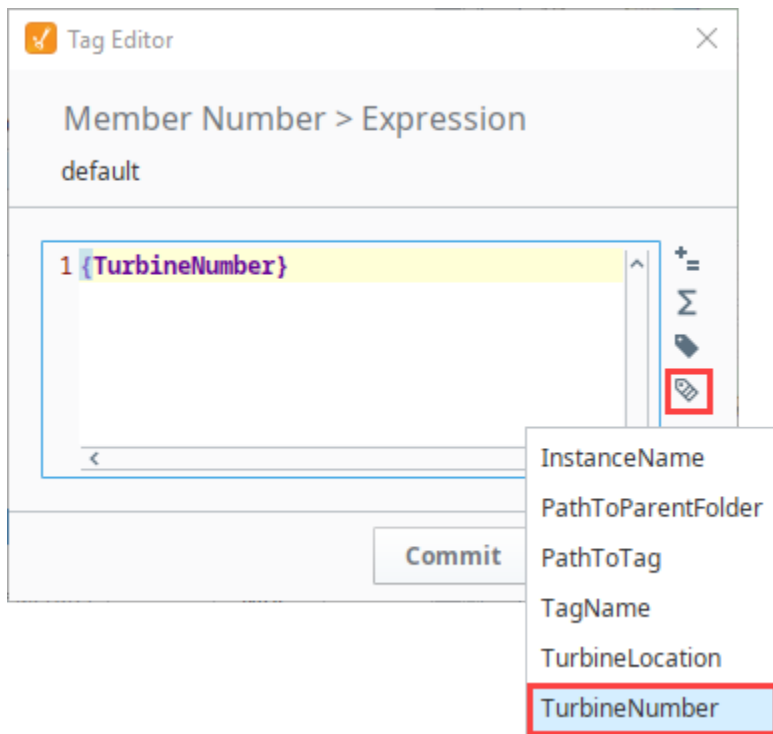 Tag Editor
Member Number > Expression
default
1 {TurbineNumber}
InstanceName
PathToParentFolder
Commit
PathToTag
TagName
TurbineLocation
TurbineNumber